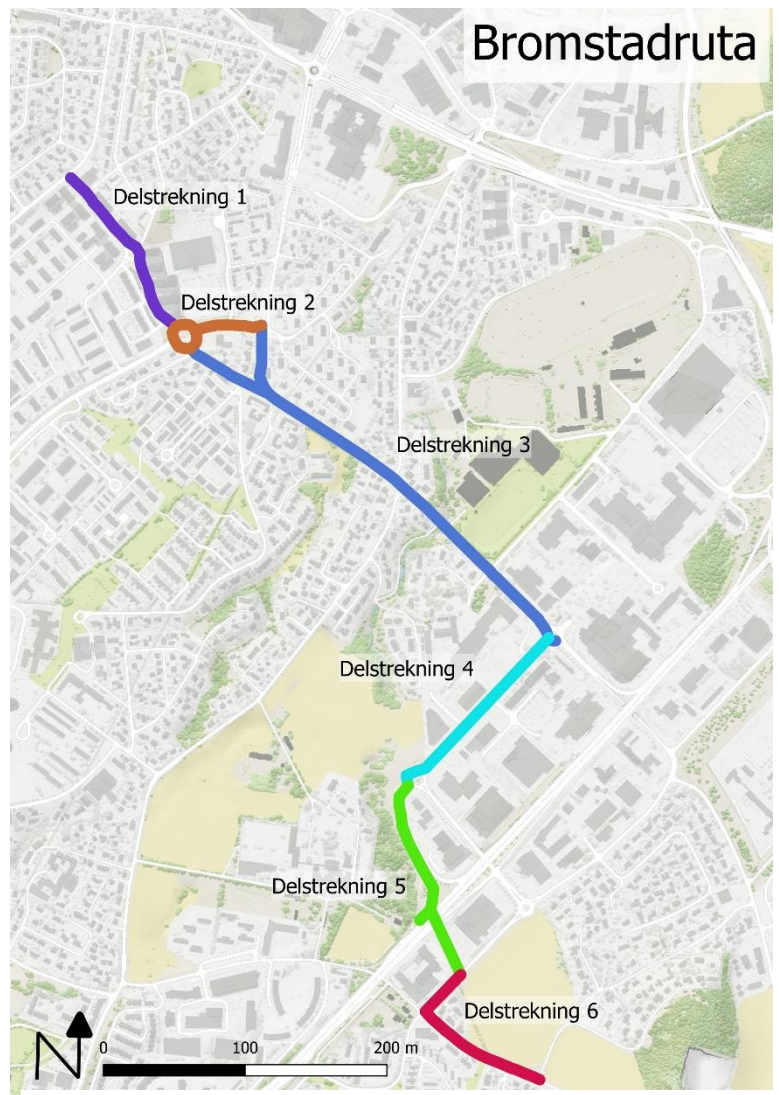 Bromstadruta
Delstrekning 1
Delstrekning 2
Delstrekning 3
Delstrekning 4
Delstrekning 5
Delstrekning 6
N
0 100 200 m